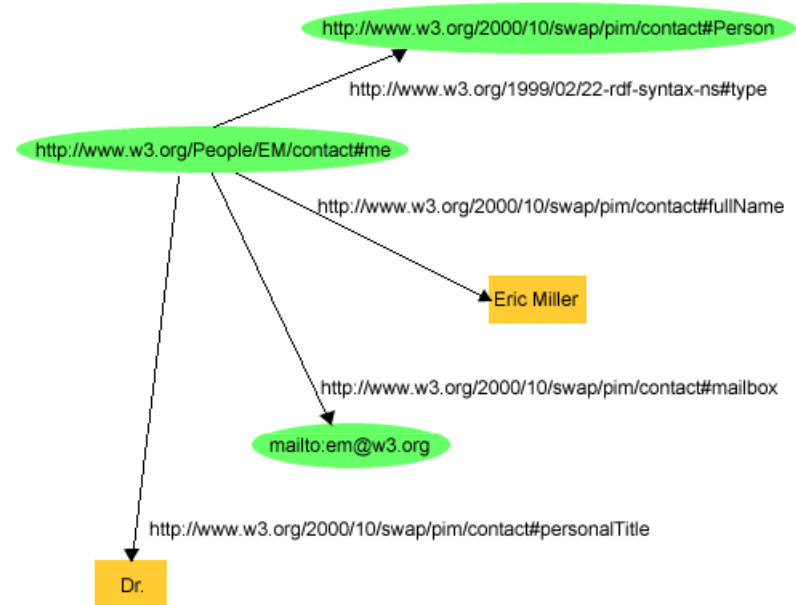 http://www.w3.org/2000/10/swap/pim/contact#Person
http://www.w3.org/1999/02/22-rdf-syntax-ns#type
http://www.w3.org/People/EM/contact#me
http://www.w3.org/2000/10/swap/pim/contact#fullName
Eric Miller
http://www.w3.org/2000/10/swap/pim/contact#mailbox
mailto:em@w3.org
http://www.w3.org/2000/10/swap/pim/contact#personalTitle
Dr.